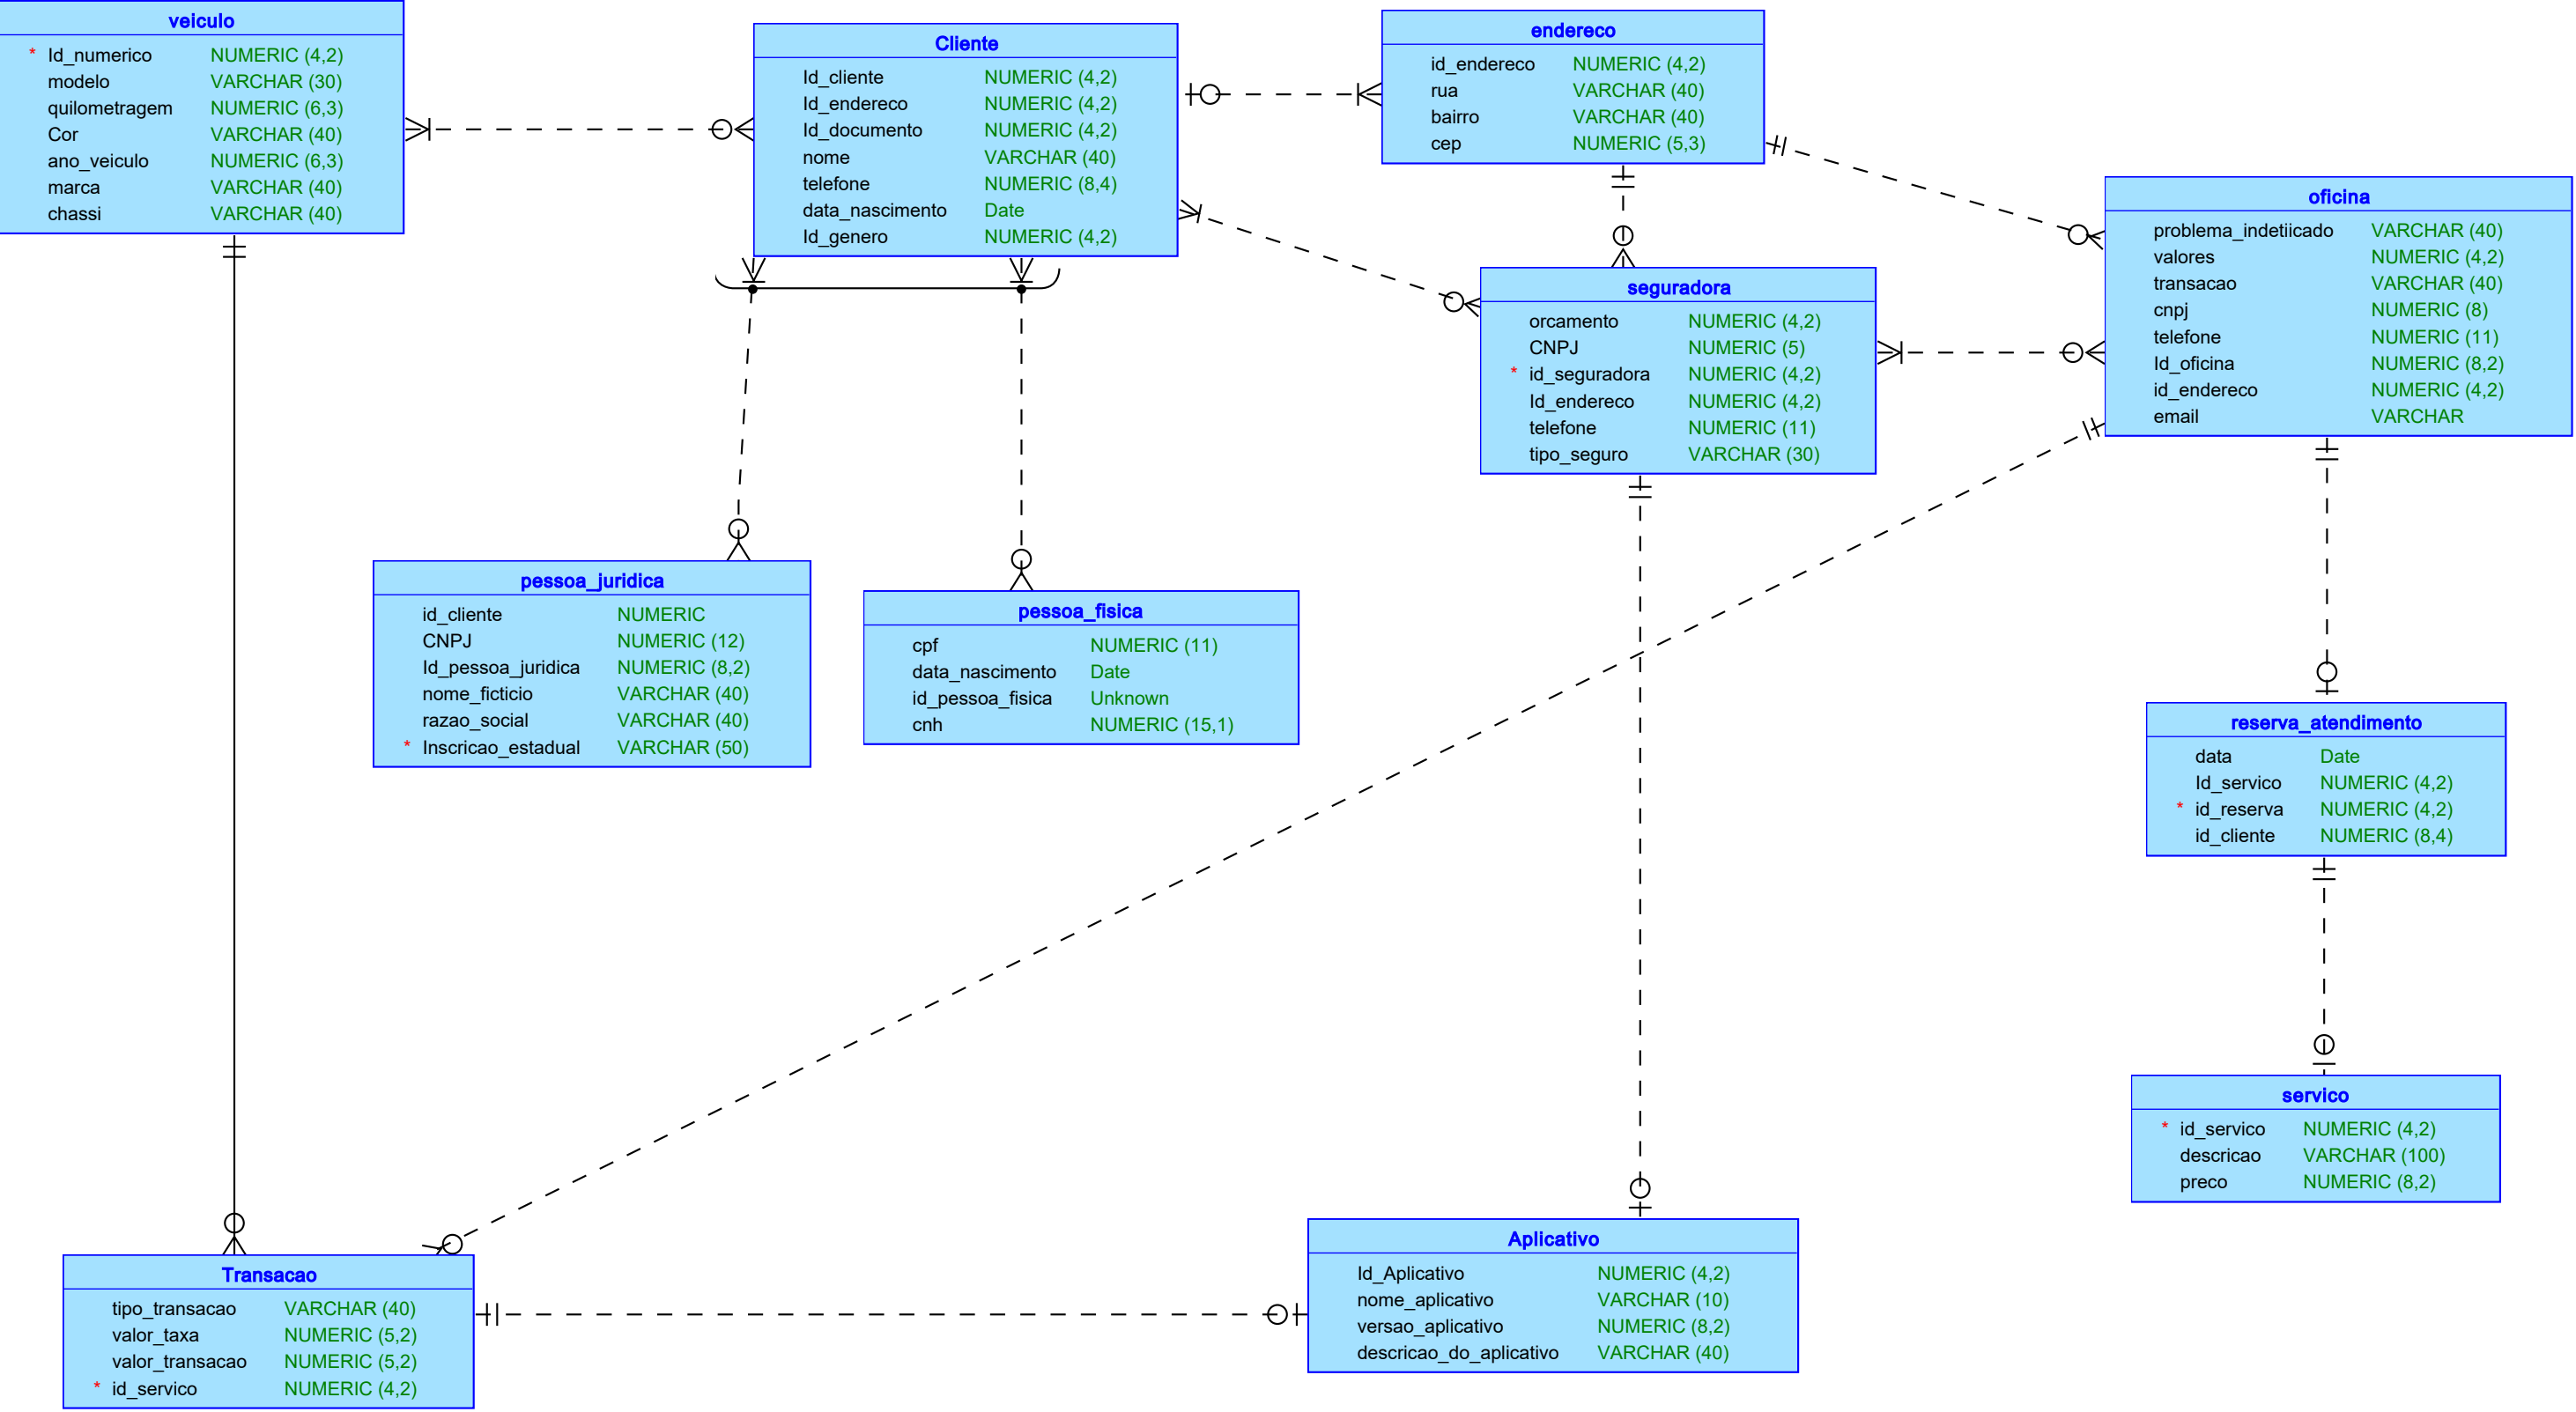 veiculo
* Id_numerico NUMERIC (4,2)
modelo VARCHAR (30)
quilometragem NUMERIC (6,3)
Cor VARCHAR (40)
ano_veiculo NUMERIC (6,3)
marca VARCHAR (40)
chassi VARCHAR (40)
Cliente
Id_cliente NUMERIC (4,2)
Id_endereco NUMERIC (4,2)
Id_documento NUMERIC (4,2)
nome VARCHAR (40)
telefone NUMERIC (8,4)
data_nascimento Date
Id_genero NUMERIC (4,2)
endereco
id_endereco NUMERIC (4,2)
rua VARCHAR (40)
bairro VARCHAR (40)
cep NUMERIC (5,3)
oficina
problema_indetiicado VARCHAR (40)
valores NUMERIC (4,2)
transacao VARCHAR (40)
cnpj NUMERIC (8)
telefone NUMERIC (11)
Id_oficina NUMERIC (8,2)
id_endereco NUMERIC (4,2)
email VARCHAR
seguradora
orcamento NUMERIC (4,2)
CNPJ NUMERIC (5)
* id_seguradora NUMERIC (4,2)
Id_endereco NUMERIC (4,2)
telefone NUMERIC (11)
tipo_seguro VARCHAR (30)
pessoa_juridica
id_cliente NUMERIC
CNPJ NUMERIC (12)
Id_pessoa_juridica NUMERIC (8,2)
nome_ficticio VARCHAR (40)
razao_social VARCHAR (40)
* Inscricao_estadual VARCHAR (50)
pessoa_fisica
cpf NUMERIC (11)
data_nascimento Date
id_pessoa_fisica Unknown
cnh NUMERIC (15,1)
reserva_atendimento
data Date
Id_servico NUMERIC (4,2)
* id_reserva NUMERIC (4,2)
id_cliente NUMERIC (8,4)
servico
* id_servico NUMERIC (4,2)
descricao VARCHAR (100)
preco NUMERIC (8,2)
Transacao
tipo_transacao VARCHAR (40)
valor_taxa NUMERIC (5,2)
valor_transacao NUMERIC (5,2)
* id_servico NUMERIC (4,2)
Aplicativo
Id_Aplicativo NUMERIC (4,2)
nome_aplicativo VARCHAR (10)
versao_aplicativo NUMERIC (8,2)
descricao_do_aplicativo VARCHAR (40)